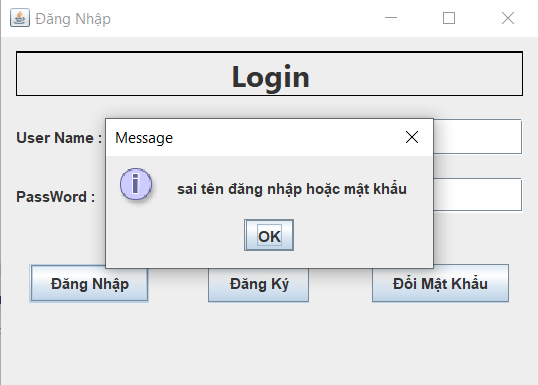 Đăng Nhập
Login
User Name :
Message
sai tên đăng nhập hoặc mật khẩu
PassWord :
OK
Đăng Nhập
Đăng Ký
Đổi Mật Khẩu